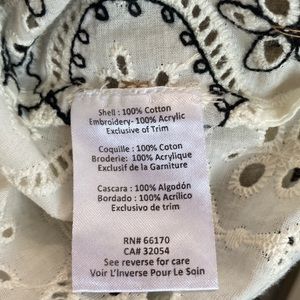 Shell : 100% Cotton
Embroidery- 100% Acrylic
Exclusive of Trim
Coquille : 100% Coton
Broderie: 100% Acrylique
Exclusif de la Garniture
Cascara : 100% Algodón
Bordado : 100% Acrilico
Exclusivo de trim
RN# 66170
CA# 32054
See reverse for care
Voir L'Inverse Pour Le Soin